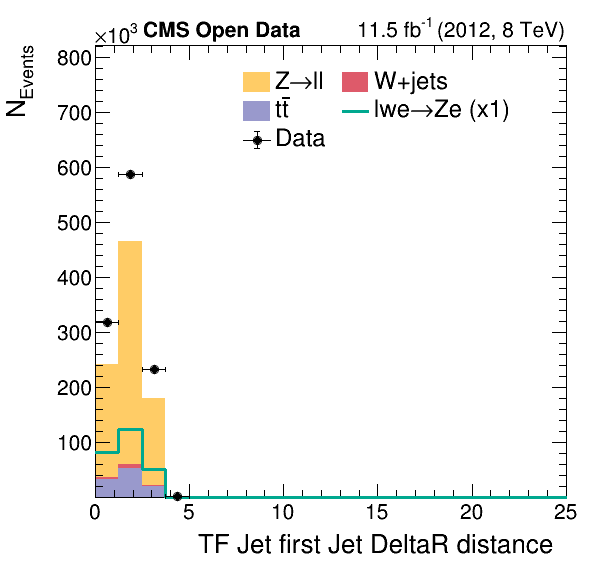 ×10³ CMS Open Data 11.5 fb⁻¹ (2012, 8 TeV)
N_Events
800
700
600
500
400
300
200
100
Z→ll W+jets
tt̄ lwe→Ze (x1)
Data
0 5 10 15 20 25
TF Jet first Jet DeltaR distance